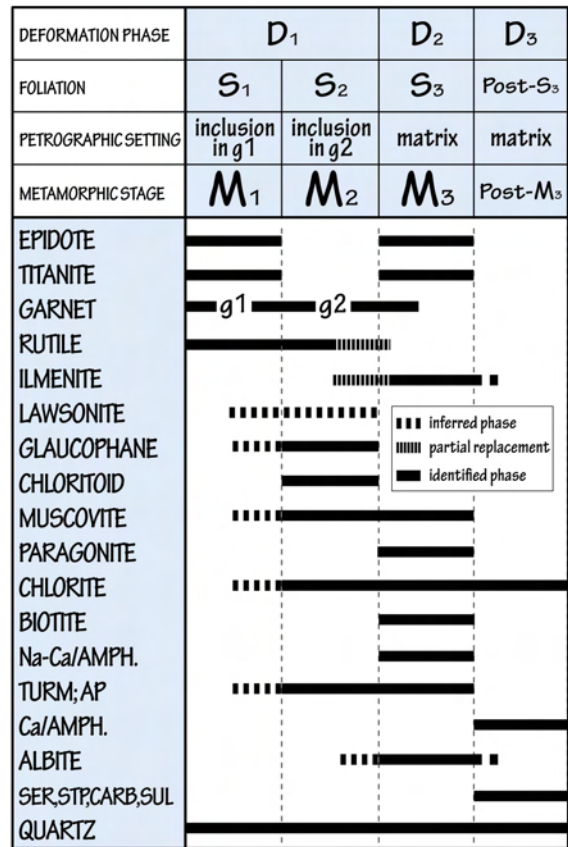 DEFORMATION PHASE D1 D2 D3
FOLIATION S1 S2 S3 Post-S3
PETROGRAPHIC SETTING inclusion in g1 inclusion in g2 matrix matrix
METAMORPHIC STAGE M1 M2 M3 Post-M3
EPIDOTE
TITANITE
GARNET g1 g2
RUTILE
ILMENITE
LAWSONITE
inferred phase
GLAUCOPHANE
partial replacement
CHLORITOID
identified phase
MUSCOVITE
PARAGONITE
CHLORITE
BIOTITE
Na-Ca/AMPH.
TURM; AP
Ca/AMPH.
ALBITE
SER,STP,CARB,SUL
QUARTZ